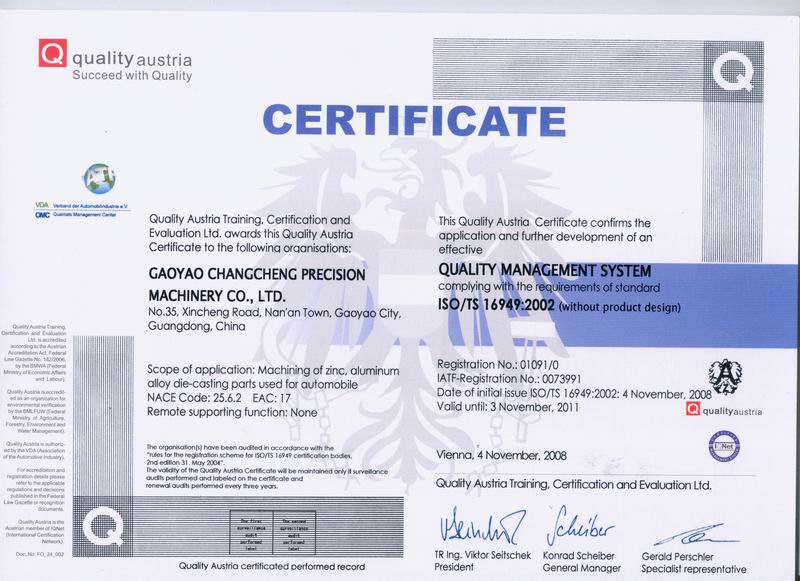 Q qualityaustria
Succeed with Quality
Q
CERTIFICATE
VDA Verband der Automobilindustrie e.V.
QMC Qualitäts Management Center
Quality Austria Training, Certification and
Evaluation Ltd. awards this Quality Austria
Certificate to the following organisations:
GAOYAO CHANGCHENG PRECISION
MACHINERY CO., LTD.
No.35, Xincheng Road, Nan'an Town, Gaoyao City,
Guangdong, China
Scope of application: Machining of zinc, aluminum
alloy die-casting parts used for automobile
NACE Code: 25.6.2 EAC: 17
Remote supporting function: None
The organisation(s) have been audited in accordance with the
"rules for the registration scheme for ISO/TS 16949 certification bodies,
2nd edition 31. May 2004".
The validity of the Quality Austria Certificate will be maintained only if surveillance
audits performed and labeled on the certificate and
renewal audits performed every three years.
This Quality Austria Certificate confirms the
application and further development of an
effective
QUALITY MANAGEMENT SYSTEM
complying with the requirements of standard
ISO/TS 16949:2002 (without product design)
Registration No.: 01091/0
IATF-Registration No.: 0073991
Date of initial issue ISO/TS 16949:2002: 4 November, 2008
Valid until: 3 November, 2011
Q qualityaustria
IQNet
Vienna, 4 November, 2008
Quality Austria Training, Certification and Evaluation Ltd.
TR Ing. Viktor Seitschek
President
Konrad Scheiber
General Manager
Gerald Perschler
Specialist representative
Quality Austria Training,
Certification and Evaluation
Ltd. is accredited
according to the Austrian
Accreditation Act, Federal
Law Gazette No. 182/2006,
by the BMWA (Federal
Ministry of Economic Affairs
and Labour).
Quality Austria is accredit-
ed as an organization for
environmental verification
by the BMLFUW (Federal
Ministry of Agriculture,
Forestry, Environment and
Water Management).
Quality Austria is authoriz-
ed by the VDA (Association
of the Automotive Industry).
For accreditation and
registration details please
refer to the applicable
regulations and decisions
published in the Federal
Law Gazette or recognition
documents.
Quality Austria is the
Austrian member of IQNet
(International Certification
Network).
Doc. No. FO_24_002
Q
The first
surveillance
audit
performed
label
The second
surveillance
audit
performed
label
Quality Austria certificated performed record